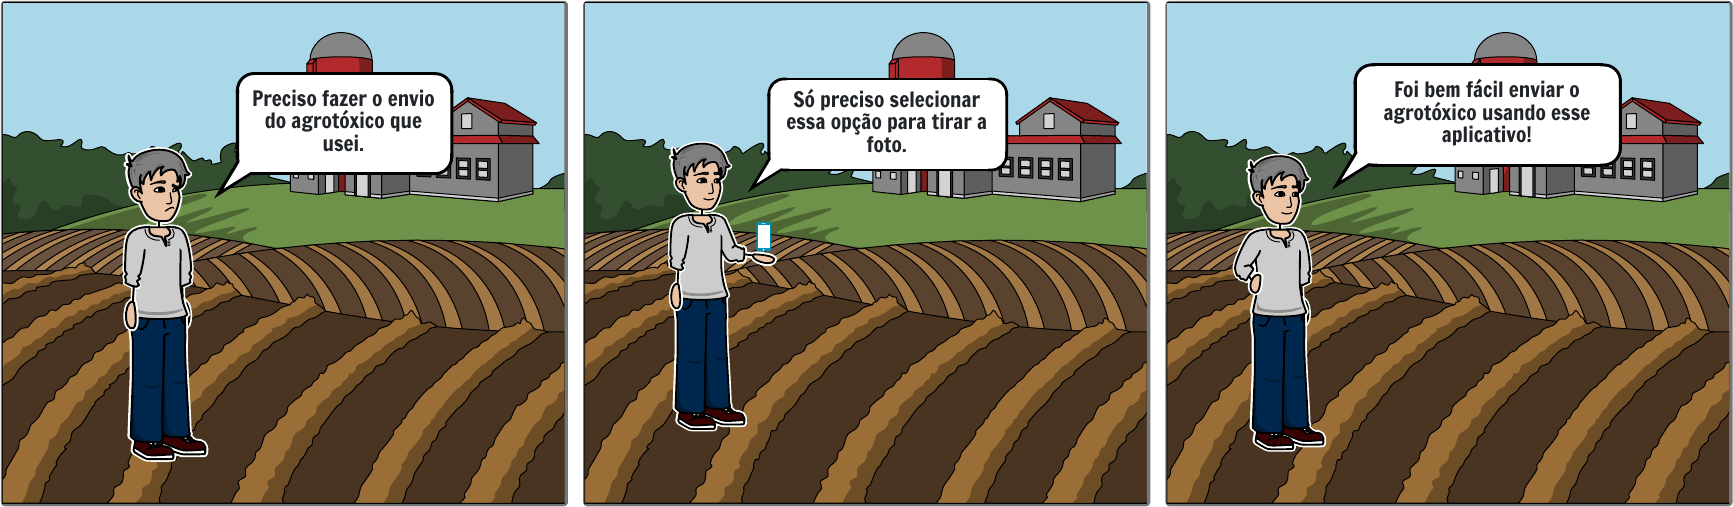 Preciso fazer o envio
do agrotóxico que
usei.
Só preciso selecionar
essa opção para tirar a
foto.
Foi bem fácil enviar o
agrotóxico usando esse
aplicativo!